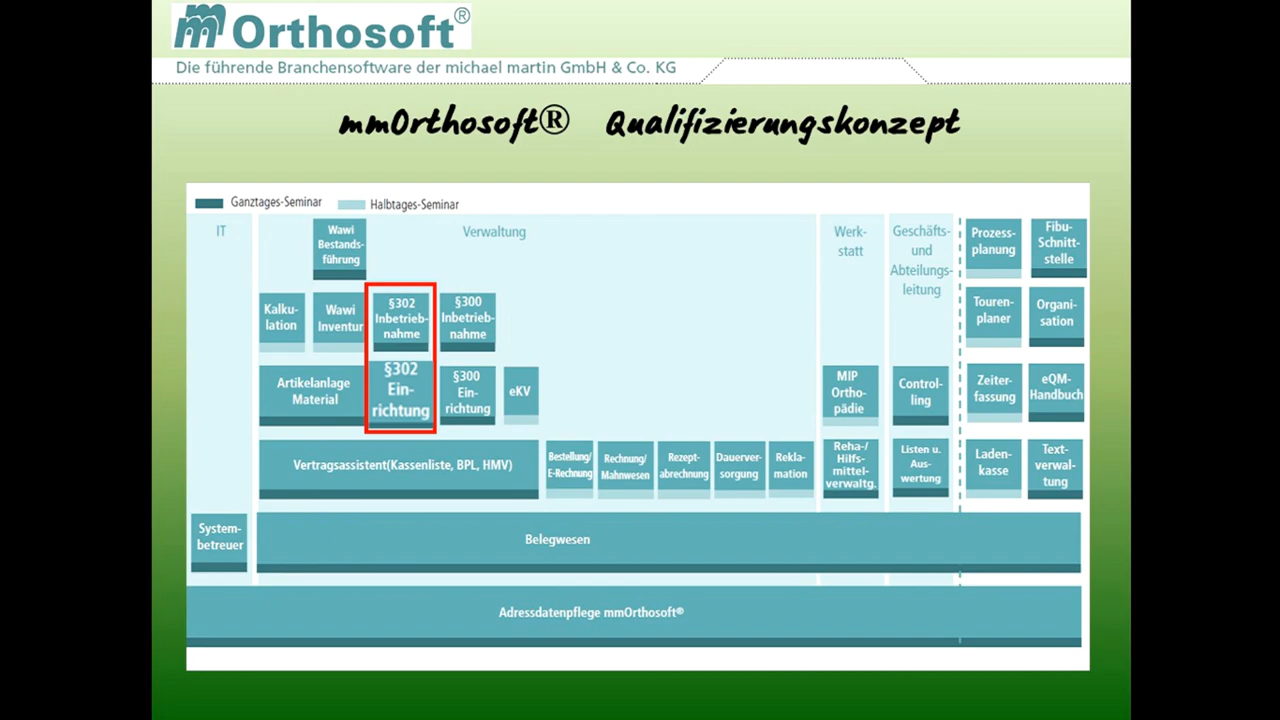 mm Orthosoft®
Die führende Branchensoftware der michael martin GmbH & Co. KG
mmOrthosoft® Qualifizierungskonzept
Ganztages-Seminar
Halbtages-Seminar
IT
Wawi
Bestands-
führung
Verwaltung
Werk-
statt
Geschäfts-
und
Abteilungs-
leitung
Prozess-
planung
Fibu-
Schnitt-
stelle
Kalku-
lation
Wawi
Inventur
§302
Inbetrieb-
nahme
§300
Inbetrieb-
nahme
Touren-
planer
Organi-
sation
Artikelanlage
Material
§302
Ein-
richtung
§300
Ein-
richtung
eKV
MIP
Ortho-
pädie
Control-
ling
Zeiter-
fassung
eQM-
Handbuch
Vertragsassistent(Kassenliste, BPL, HMV)
Bestellung/
E-Rechnung
Rechnung/
Mahnwesen
Rezept-
abrechnung
Dauerver-
sorgung
Rekla-
mation
Reha-/
Hilfs-
mittel-
verwaltg.
Listen u.
Aus-
wertung
Laden-
kasse
Text-
verwal-
tung
System-
betreuer
Belegwesen
Adressdatenpflege mmOrthosoft®